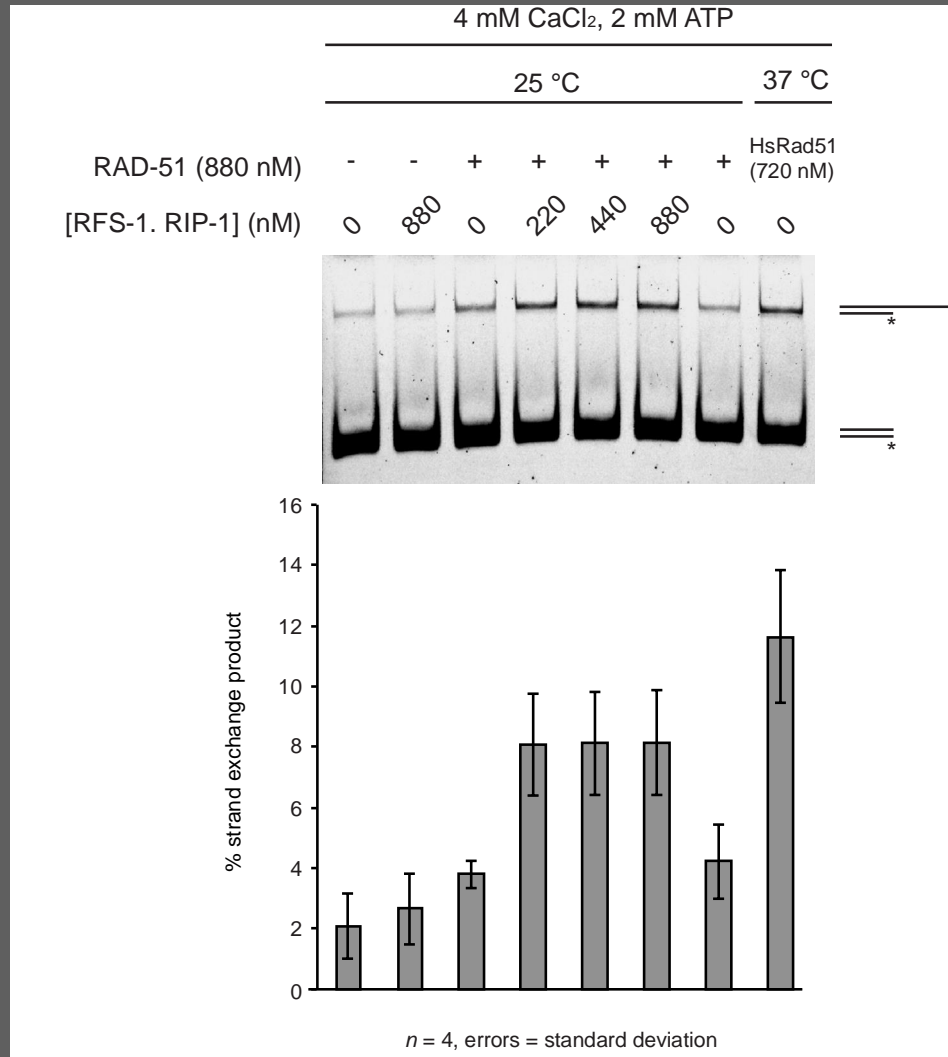 4 mM CaCl₂, 2 mM ATP
25 °C
37 °C
RAD-51 (880 nM) - - + + + + + HsRad51 (720 nM)
[RFS-1. RIP-1] (nM) 0 880 0 220 440 880 0 0
*
*
16
14
12
10
8
6
4
2
0
% strand exchange product
n = 4, errors = standard deviation